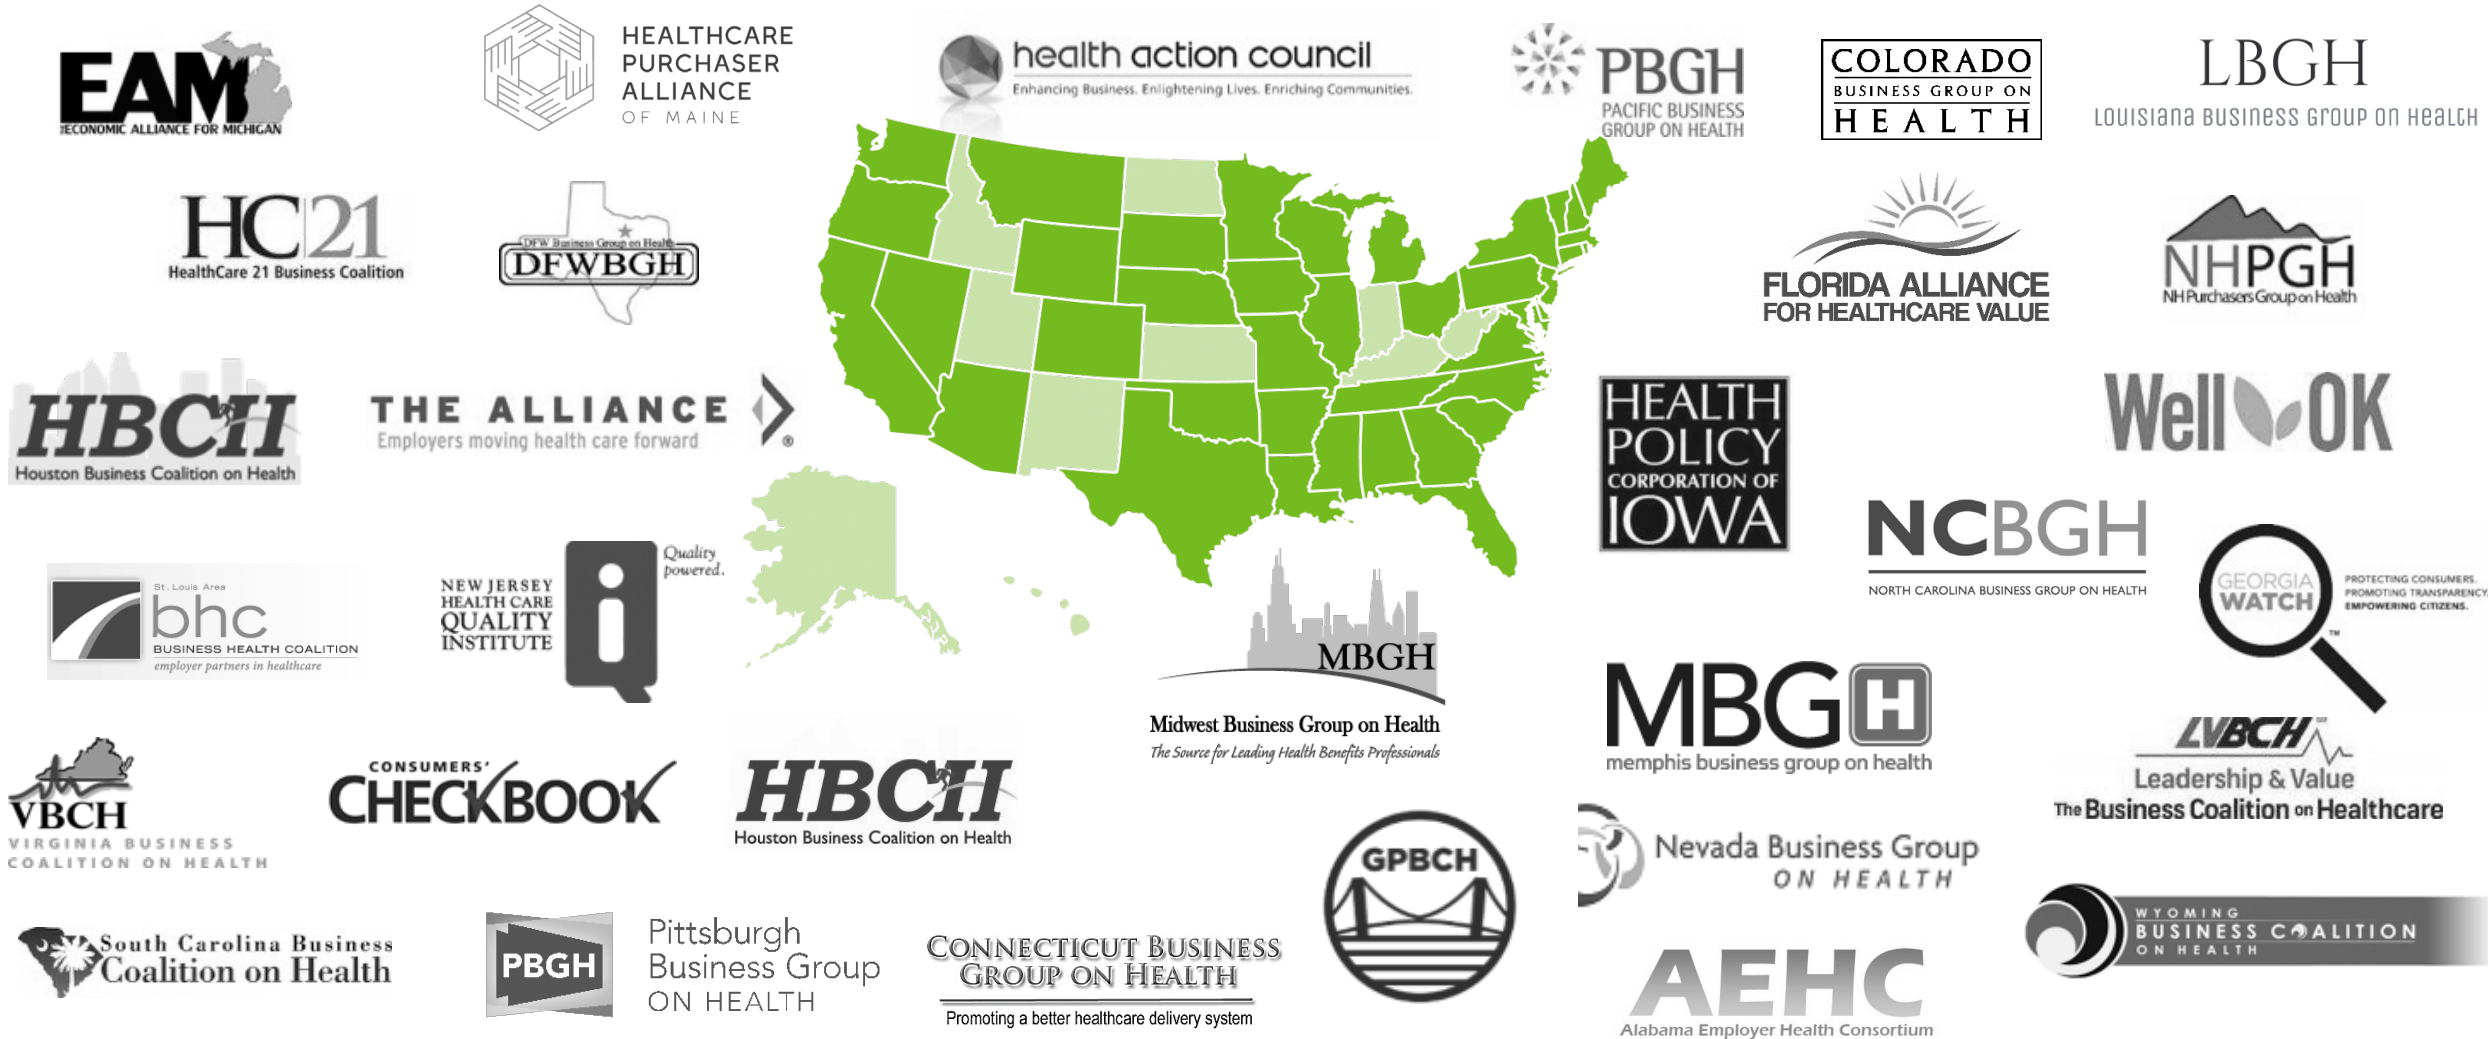 EAM
THE ECONOMIC ALLIANCE FOR MICHIGAN
HEALTHCARE
PURCHASER
ALLIANCE
OF MAINE
health action council
Enhancing Business. Enlightening Lives. Enriching Communities.
PBGH
PACIFIC BUSINESS
GROUP ON HEALTH
COLORADO
BUSINESS GROUP ON
HEALTH
LBGH
Louisiana Business Group on Health
HC21
HealthCare 21 Business Coalition
DFW Business Group on Health
DFWBGH
FLORIDA ALLIANCE
FOR HEALTHCARE VALUE
NHPGH
NH Purchasers Group on Health
HBCH
Houston Business Coalition on Health
THE ALLIANCE
Employers moving health care forward
®
HEALTH
POLICY
CORPORATION OF
IOWA
Well OK
NCBGH
NORTH CAROLINA BUSINESS GROUP ON HEALTH
GEORGIA
WATCH
PROTECTING CONSUMERS.
PROMOTING TRANSPARENCY.
EMPOWERING CITIZENS.
TM
St. Louis Area
bhc
BUSINESS HEALTH COALITION
employer partners in healthcare
NEW JERSEY
HEALTH CARE
QUALITY
INSTITUTE
Quality
powered.
MBGH
Midwest Business Group on Health
The Source for Leading Health Benefits Professionals
MBGH
memphis business group on health
LVBCH
Leadership & Value
The Business Coalition on Healthcare
VBCH
VIRGINIA BUSINESS
COALITION ON HEALTH
CONSUMERS'
CHECKBOOK
HBCH
Houston Business Coalition on Health
GPBCH
Nevada Business Group
ON HEALTH
WYOMING
BUSINESS COALITION
ON HEALTH
South Carolina Business
Coalition on Health
PBGH
Pittsburgh
Business Group
ON HEALTH
CONNECTICUT BUSINESS
GROUP ON HEALTH
Promoting a better healthcare delivery system
AEHC
Alabama Employer Health Consortium